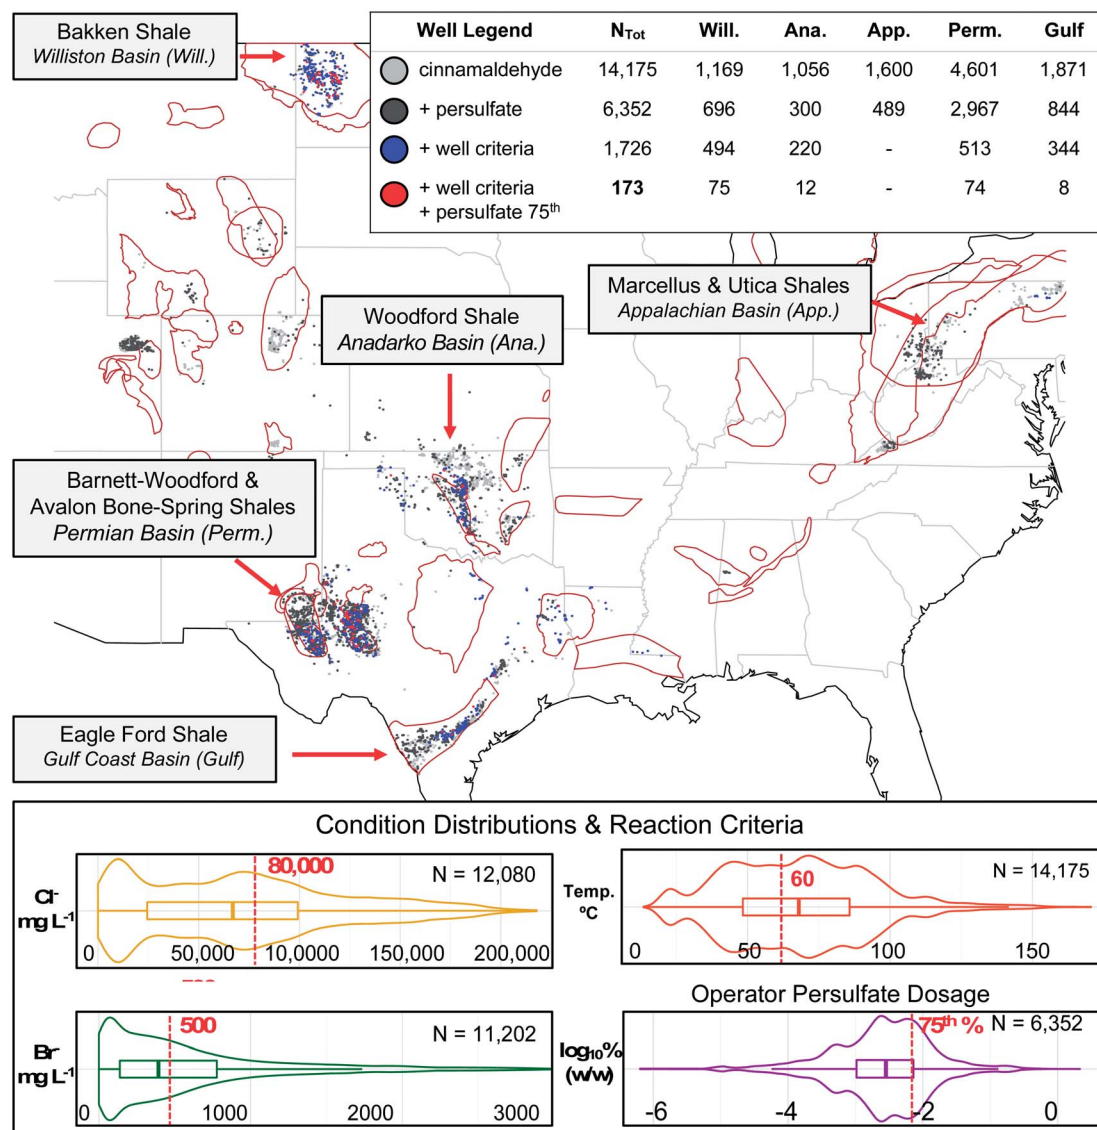 Bakken Shale
Williston Basin (Will.)
Well Legend NTot Will. Ana. App. Perm. Gulf
cinnamaldehyde 14,175 1,169 1,056 1,600 4,601 1,871
+ persulfate 6,352 696 300 489 2,967 844
+ well criteria 1,726 494 220 - 513 344
+ well criteria
+ persulfate 75th 173 75 12 - 74 8
Marcellus & Utica Shales
Appalachian Basin (App.)
Woodford Shale
Anadarko Basin (Ana.)
Barnett-Woodford &
Avalon Bone-Spring Shales
Permian Basin (Perm.)
Eagle Ford Shale
Gulf Coast Basin (Gulf)
Condition Distributions & Reaction Criteria
Cl-
mg L-1
80,000
N = 12,080
0 50,0000 10,0000 150,000 200,000
Temp.
ºC
60
N = 14,175
0 50 100 150
Br-
mg L-1
500
N = 11,202
0 1000 2000 3000
Operator Persulfate Dosage
log10%
(w/w)
75th %
N = 6,352
-6 -4 -2 0